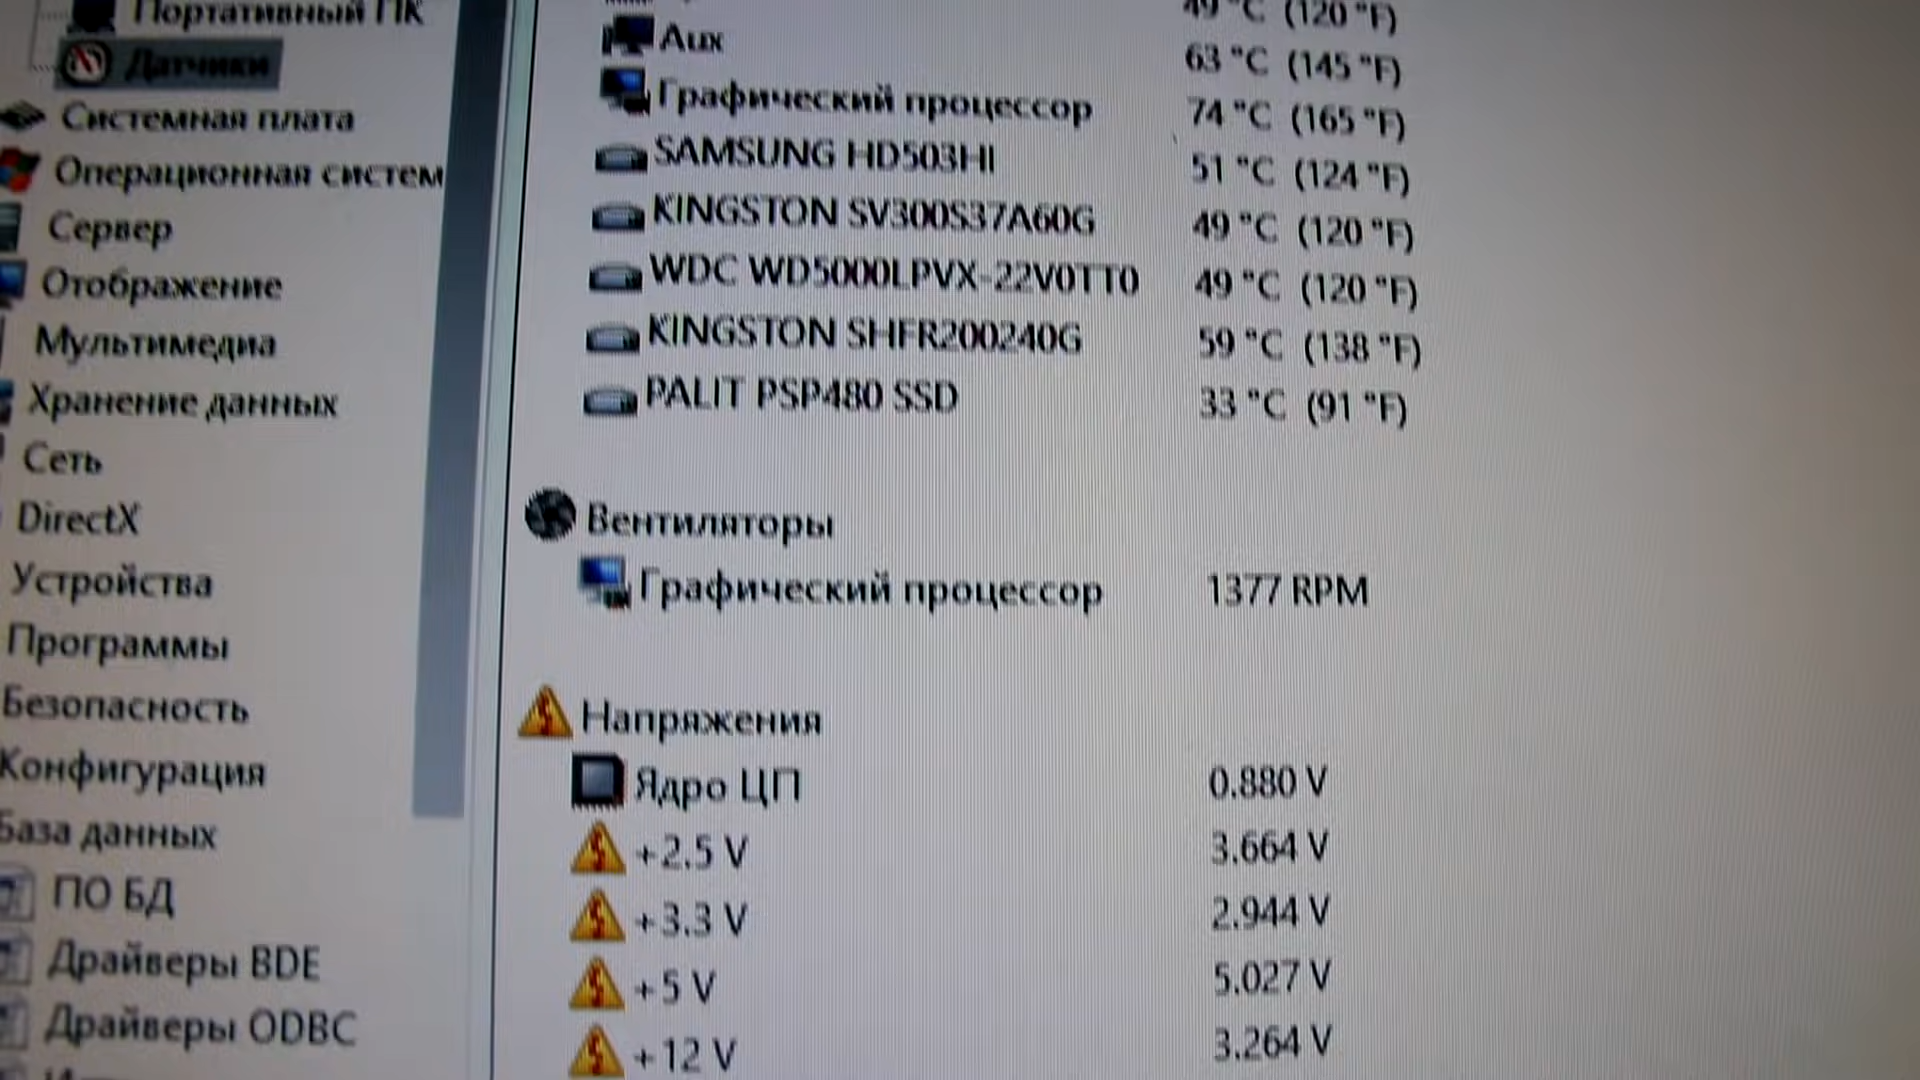 Портативный ПК
Датчики
Системная плата
Операционная систем
Сервер
Отображение
Мультимедиа
Хранение данных
Сеть
DirectX
Устройства
Программы
Безопасность
Конфигурация
База данных
ПО БД
Драйверы BDE
Драйверы ODBC
49 °C (120 °F)
Aux 63 °C (145 °F)
Графический процессор 74 °C (165 °F)
SAMSUNG HD503HI 51 °C (124 °F)
KINGSTON SV300S37A60G 49 °C (120 °F)
WDC WD5000LPVX-22V0TT0 49 °C (120 °F)
KINGSTON SHFR200240G 59 °C (138 °F)
PALIT PSP480 SSD 33 °C (91 °F)
Вентиляторы
Графический процессор 1377 RPM
Напряжения
Ядро ЦП 0.880 V
+2.5 V 3.664 V
+3.3 V 2.944 V
+5 V 5.027 V
+12 V 3.264 V